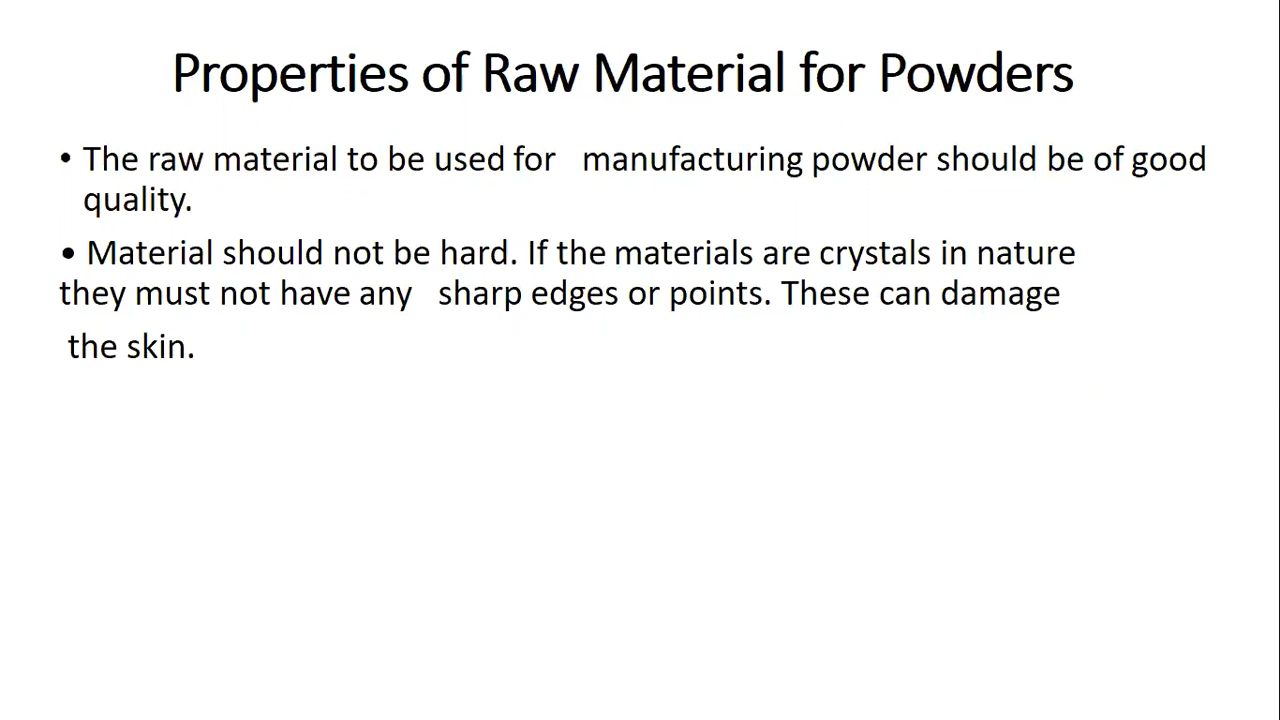 Properties of Raw Material for Powders
• The raw material to be used for   manufacturing powder should be of good
quality.
• Material should not be hard. If the materials are crystals in nature
they must not have any   sharp edges or points. These can damage
the skin.